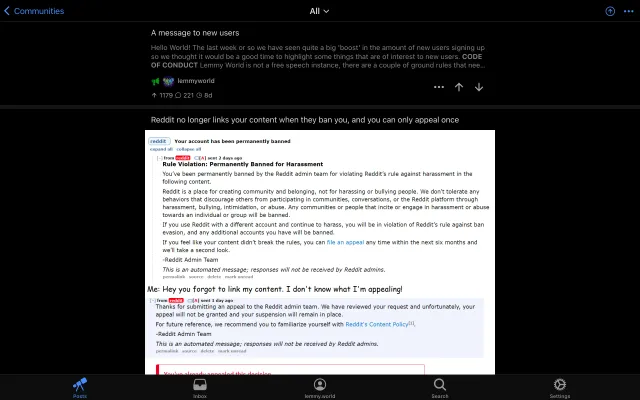 Communities
All
A message to new users
Hello World! The last week or so we have seen quite a big 'boost' in the amount of new users signing up
so we thought it would be a good time to highlight some things that are of interest to new users. CODE
OF CONDUCT Lemmy World is not a free speech instance, there are a couple of ground rules that nee...
lemmyworld
1179 221 8d
Reddit no longer links your content when they ban you, and you can only appeal once
reddit Your account has been permanently banned
expand all collapse all
[-] from reddit [A] sent 2 days ago
Rule Violation: Permanently Banned for Harassment
You've been permanently banned by the Reddit admin team for violating Reddit's rule against harassment in the
following content.
Reddit is a place for creating community and belonging, not for harassing or bullying people. We don't tolerate any
behaviors that discourage others from participating in communities, conversations, or the Reddit platform through
harassment, bullying, intimidation, or abuse. Any communities or people that incite or engage in harassment or abuse
towards an individual or group will be banned.
If you use Reddit with a different account and continue to harass, you will be in violation of Reddit's rule against ban
evasion, and any additional accounts you have will be banned.
If you feel like your content didn't break the rules, you can file an appeal any time within the next six months and
we'll take a second look.
-Reddit Admin Team
This is an automated message; responses will not be received by Reddit admins.
permalink source delete mark unread
Me: Hey you forgot to link my content. I don't know what I'm appealing!
[-] from reddit [A] sent 1 day ago
Thanks for submitting an appeal to the Reddit admin team. We have reviewed your request and unfortunately, your
appeal will not be granted and your suspension will remain in place.
For future reference, we recommend you to familiarize yourself with Reddit's Content Policy[1].
-Reddit Admin Team
This is an automated message; responses will not be received by Reddit admins.
permalink source delete mark unread
You've already appealed this decision
Posts Inbox lemmy.world Search Settings